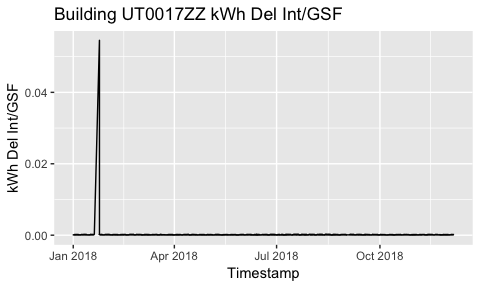 Building UT0017ZZ kWh Del Int/GSF
kWh Del Int/GSF
0.04
0.02
0.00
Jan 2018
Apr 2018
Jul 2018
Oct 2018
Timestamp